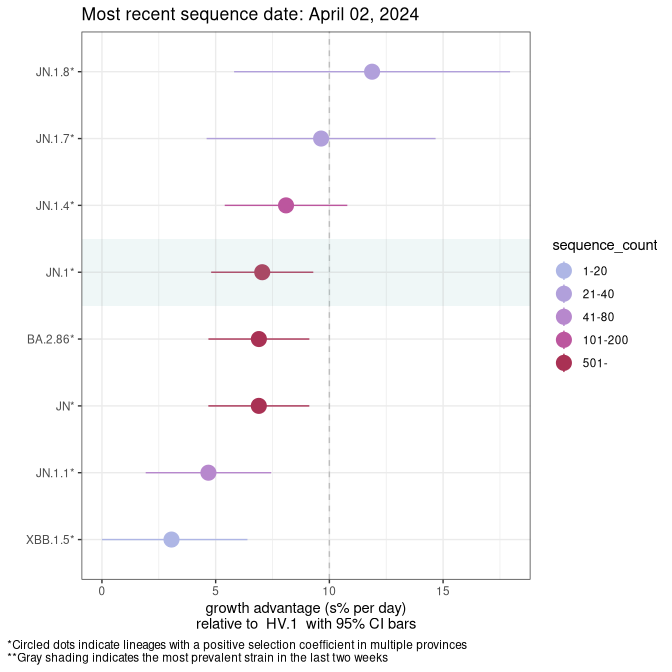 Most recent sequence date: April 02, 2024
JN.1.8*
JN.1.7*
JN.1.4*
JN.1*
BA.2.86*
JN*
JN.1.1*
XBB.1.5*
0 5 10 15
growth advantage (s% per day)
relative to HV.1 with 95% CI bars
sequence_count
1-20
21-40
41-80
101-200
501-
*Circled dots indicate lineages with a positive selection coefficient in multiple provinces
**Gray shading indicates the most prevalent strain in the last two weeks